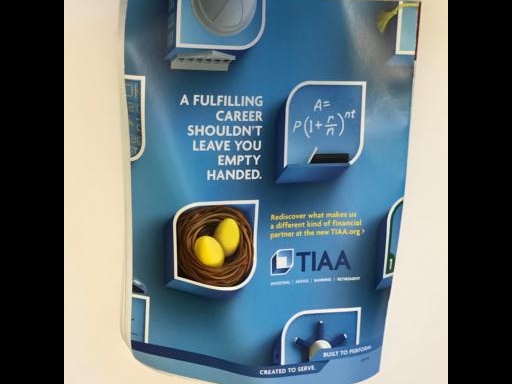 A FULFILLING
CAREER
SHOULDN'T
LEAVE YOU
EMPTY
HANDED.
A=
P(1+r/n)^nt
Rediscover what makes us
a different kind of financial
partner at the new TIAA.org >
TIAA
INVESTING | ADVICE | BANKING | RETIREMENT
BUILT TO PERFORM.
CREATED TO SERVE.